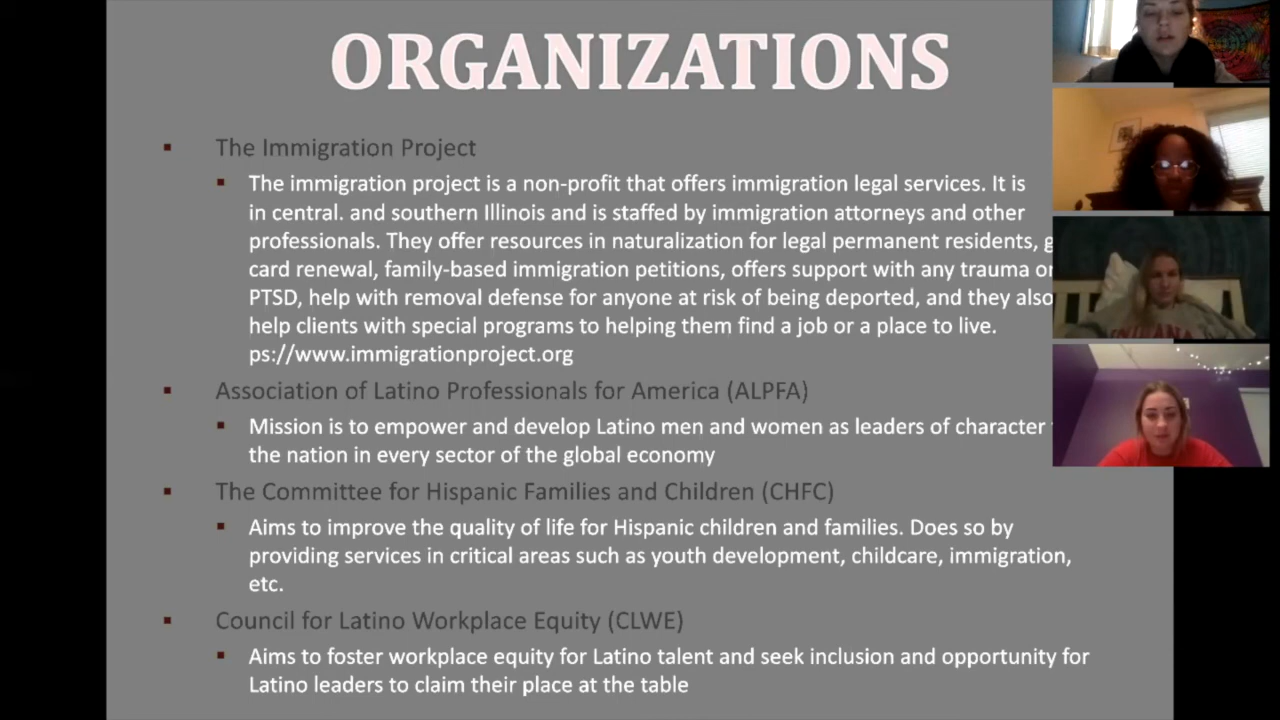 ORGANIZATIONS
▪ The Immigration Project
▪ The immigration project is a non-profit that offers immigration legal services. It is
in central. and southern Illinois and is staffed by immigration attorneys and other
professionals. They offer resources in naturalization for legal permanent residents,
card renewal, family-based immigration petitions, offers support with any trauma or
PTSD, help with removal defense for anyone at risk of being deported, and they also
help clients with special programs to helping them find a job or a place to live.
ps://www.immigrationproject.org
▪ Association of Latino Professionals for America (ALPFA)
▪ Mission is to empower and develop Latino men and women as leaders of character
the nation in every sector of the global economy
▪ The Committee for Hispanic Families and Children (CHFC)
▪ Aims to improve the quality of life for Hispanic children and families. Does so by
providing services in critical areas such as youth development, childcare, immigration,
etc.
▪ Council for Latino Workplace Equity (CLWE)
▪ Aims to foster workplace equity for Latino talent and seek inclusion and opportunity for
Latino leaders to claim their place at the table